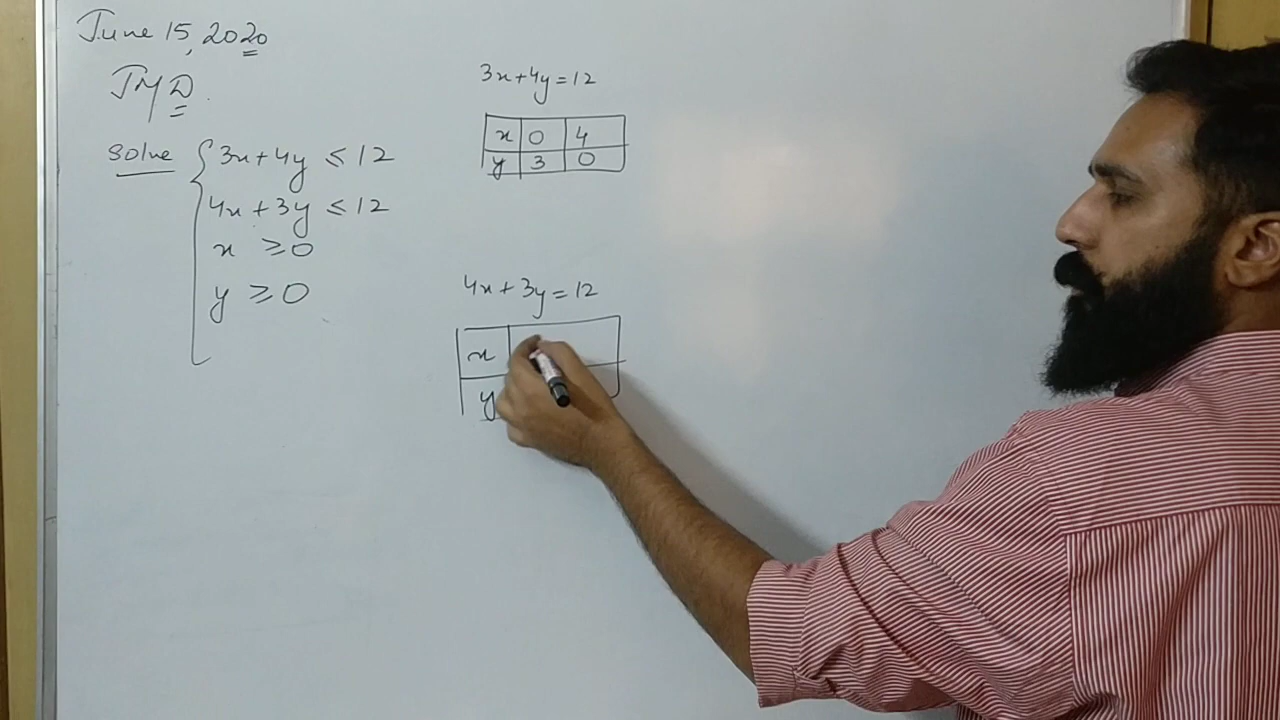 June 15, 2020
JMD.
Solve { 3x+4y ≤ 12
4x+3y ≤ 12
x ≥ 0
y ≥ 0
3x+4y=12
x 0 4
y 3 0
4x+3y=12
x
y